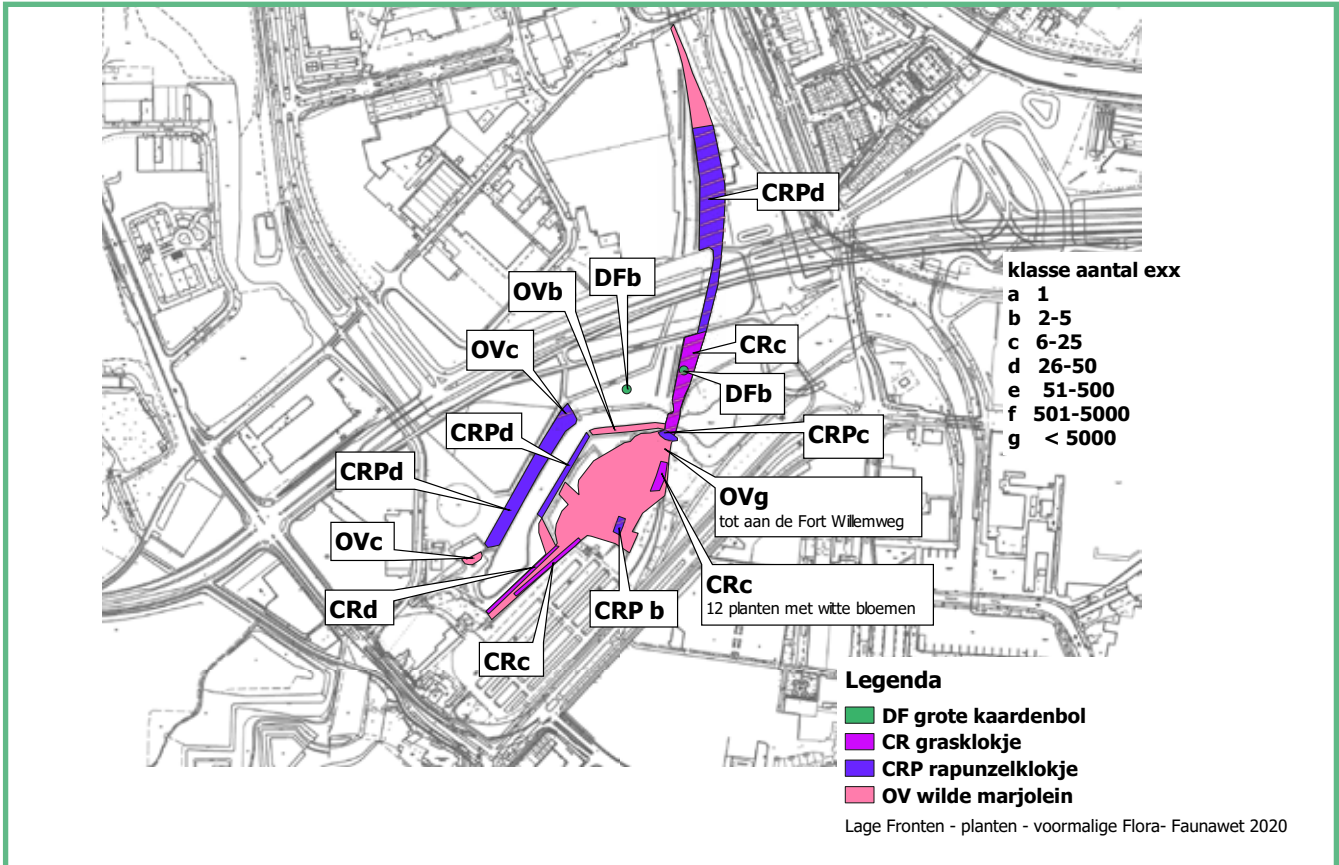 CRPd
DFb
OVb
klasse aantal exx
a 1
b 2-5
c 6-25
d 26-50
e 51-500
f 501-5000
g < 5000
CRc
OVc
DFb
CRPd
CRPc
CRPd
OVg
tot aan de Fort Willemweg
OVc
CRc
12 planten met witte bloemen
CRd
CRP b
CRc
Legenda
DF grote kaardenbol
CR grasklokje
CRP rapunzelklokje
OV wilde marjolein
Lage Fronten - planten - voormalige Flora- Faunawet 2020